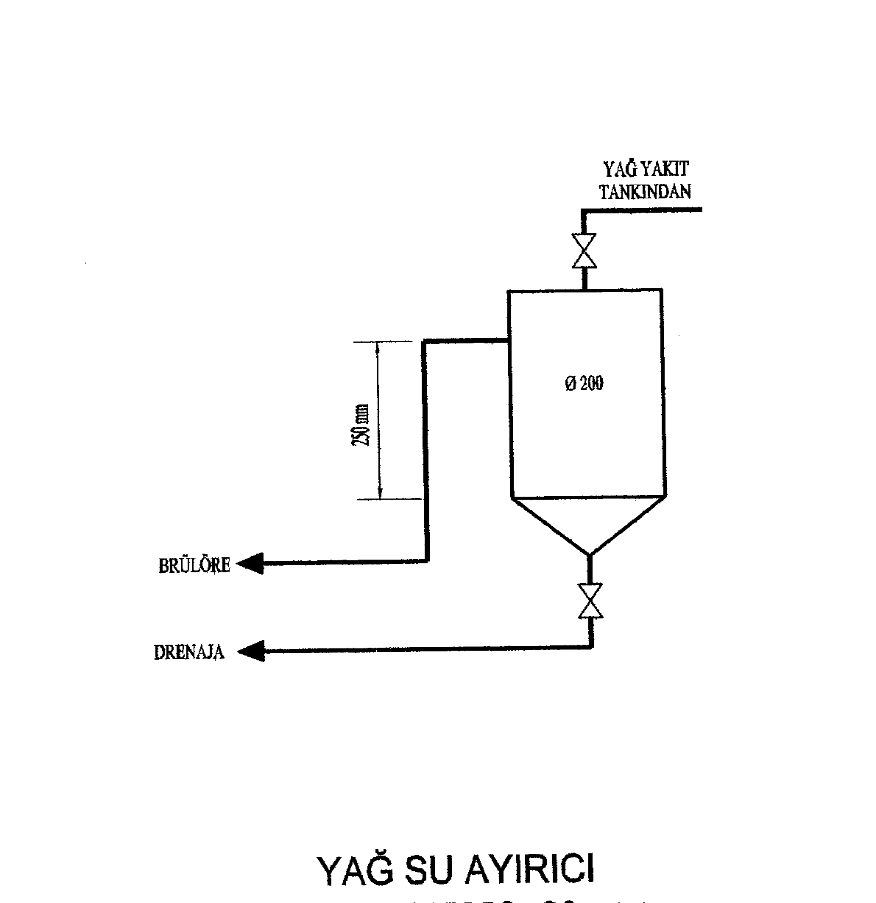 YAĞ YAKIT
TANKINDAN
Ø 200
250 mm
BRÜLÖRE
DRENAJA
YAĞ SU AYIRICI